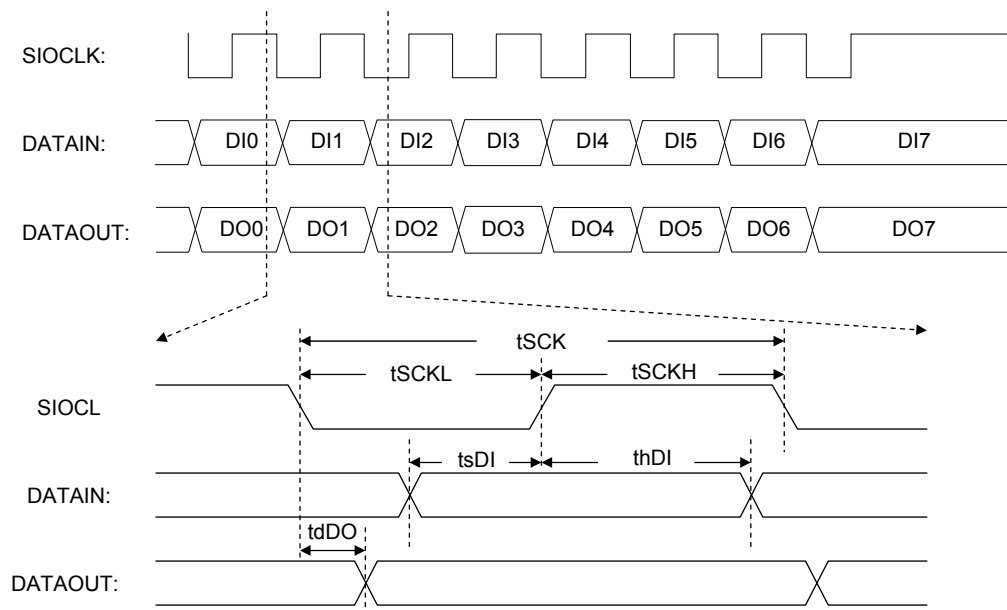 SIOCLK:
DATAIN: DI0 DI1 DI2 DI3 DI4 DI5 DI6 DI7
DATAOUT: DO0 DO1 DO2 DO3 DO4 DO5 DO6 DO7
tSCK
tSCKL tSCKH
SIOCL
tsDI thDI
DATAIN:
tdDO
DATAOUT: